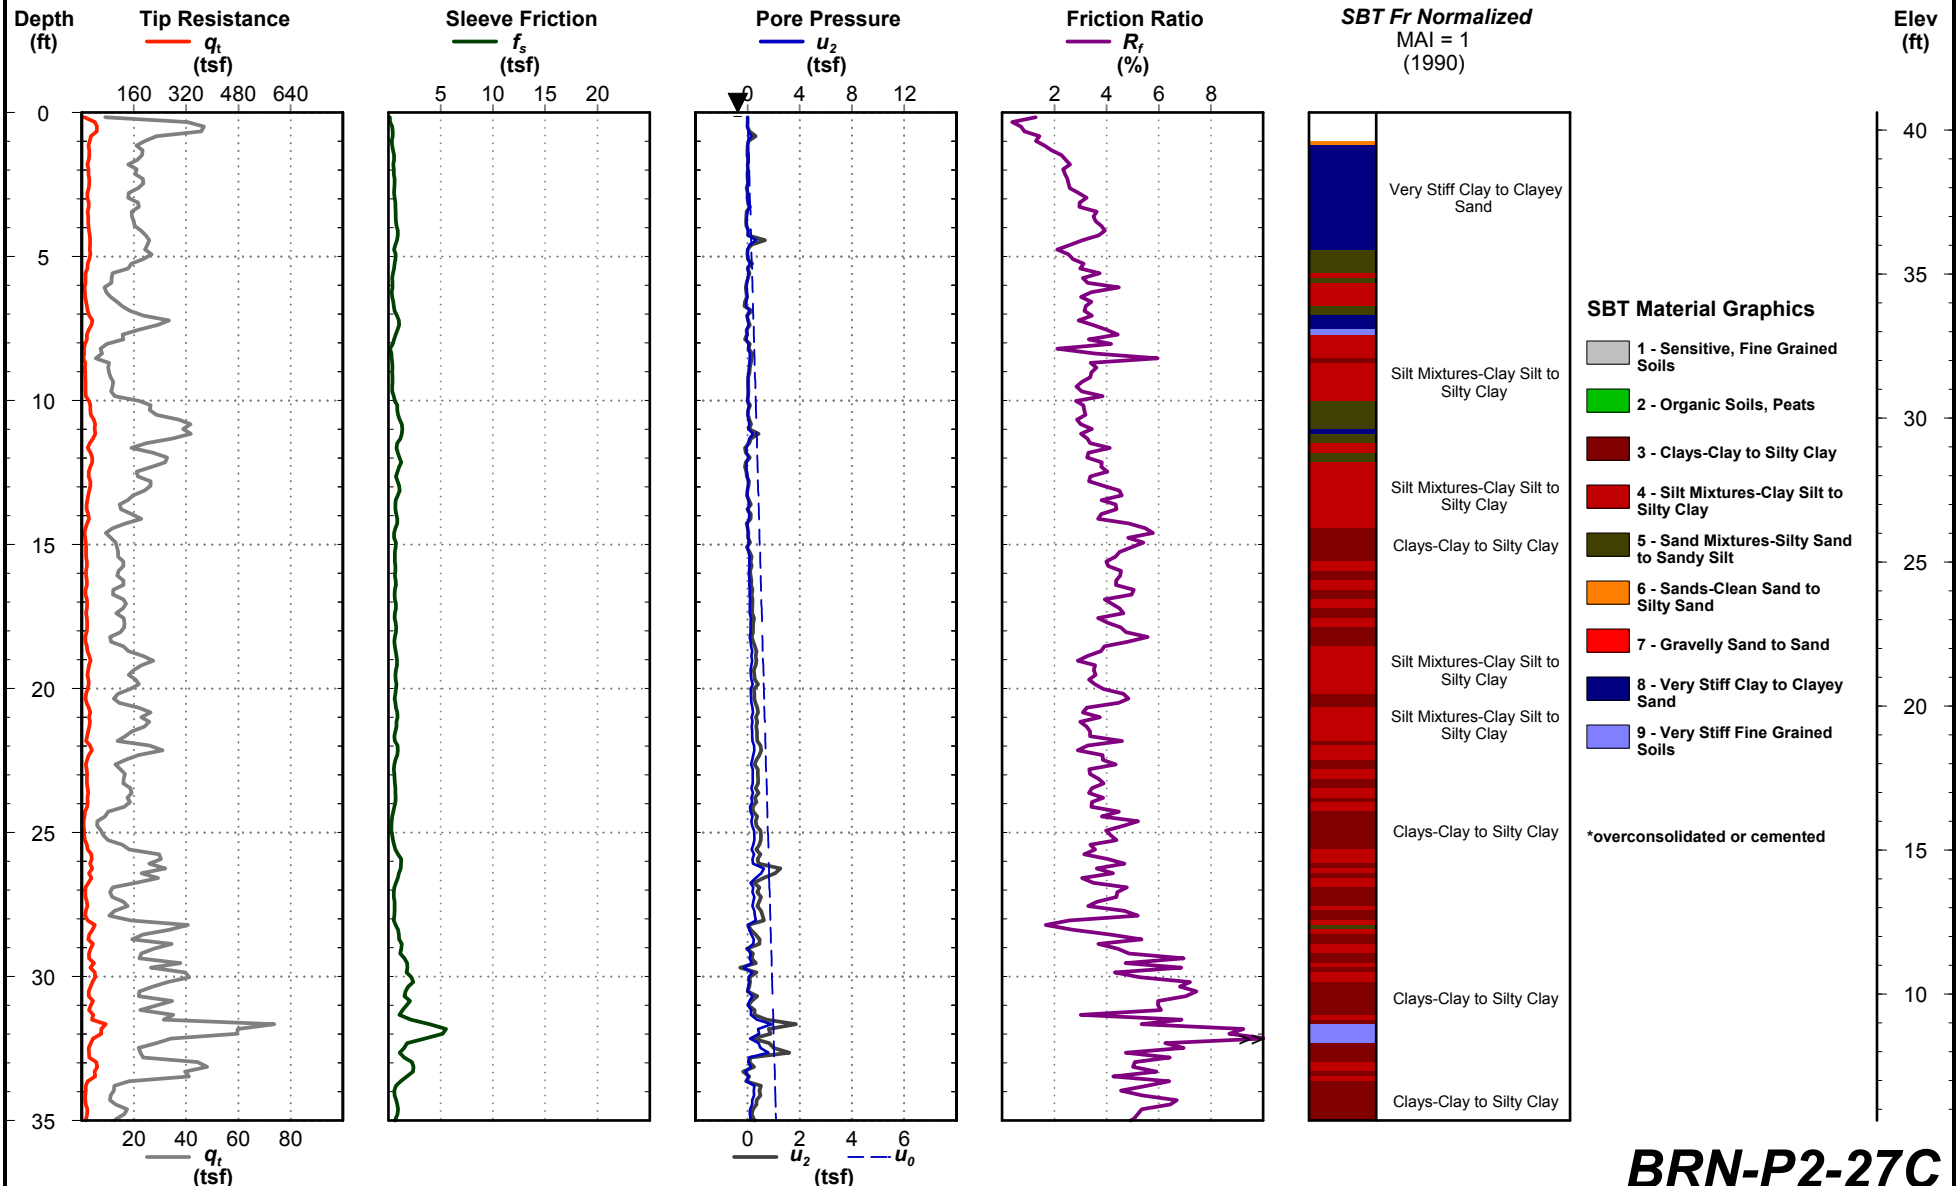 Depth
(ft)
Tip Resistance
qt
(tsf)
160 320 480 640
Sleeve Friction
fs
(tsf)
5 10 15 20
Pore Pressure
u2
(tsf)
0 4 8 12
Friction Ratio
Rf
(%)
2 4 6 8
SBT Fr Normalized
MAI = 1
(1990)
Elev
(ft)
0
5
10
15
20
25
30
35
Very Stiff Clay to Clayey
Sand
Silt Mixtures-Clay Silt to
Silty Clay
Silt Mixtures-Clay Silt to
Silty Clay
Clays-Clay to Silty Clay
Silt Mixtures-Clay Silt to
Silty Clay
Silt Mixtures-Clay Silt to
Silty Clay
Clays-Clay to Silty Clay
Clays-Clay to Silty Clay
Clays-Clay to Silty Clay
SBT Material Graphics
1 - Sensitive, Fine Grained
Soils
2 - Organic Soils, Peats
3 - Clays-Clay to Silty Clay
4 - Silt Mixtures-Clay Silt to
Silty Clay
5 - Sand Mixtures-Silty Sand
to Sandy Silt
6 - Sands-Clean Sand to
Silty Sand
7 - Gravelly Sand to Sand
8 - Very Stiff Clay to Clayey
Sand
9 - Very Stiff Fine Grained
Soils
*overconsolidated or cemented
40
35
30
25
20
15
10
20 40 60 80
qt
(tsf)
0 2 4 6
u2 u0
(tsf)
BRN-P2-27C